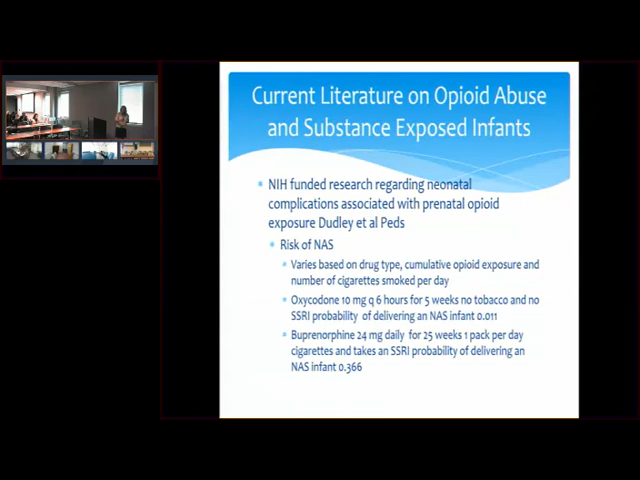 Current Literature on Opioid Abuse
and Substance Exposed Infants
NIH funded research regarding neonatal
complications associated with prenatal opioid
exposure Dudley et al Peds
Risk of NAS
Varies based on drug type, cumulative opioid exposure and
number of cigarettes smoked per day
Oxycodone 10 mg q 6 hours for 5 weeks no tobacco and no
SSRI probability of delivering an NAS infant 0.011
Buprenorphine 24 mg daily for 25 weeks 1 pack per day
cigarettes and takes an SSRI probability of delivering an
NAS infant 0.366